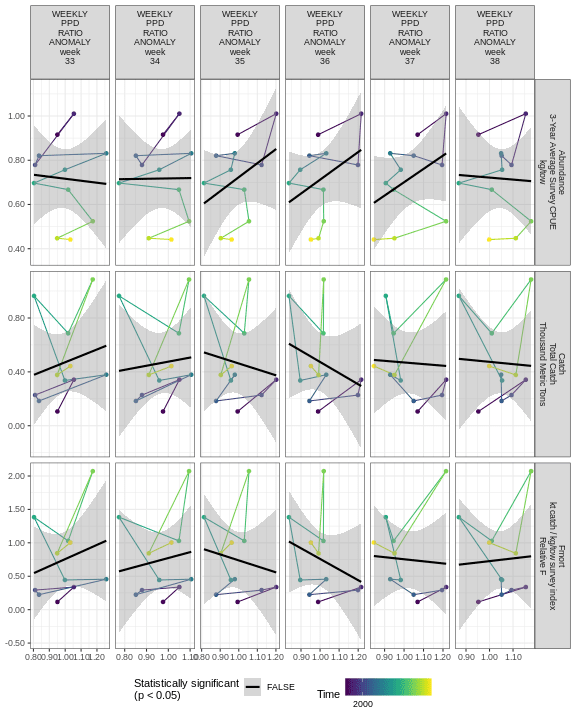 WEEKLY
PPD
RATIO
ANOMALY
week
33
WEEKLY
PPD
RATIO
ANOMALY
week
34
WEEKLY
PPD
RATIO
ANOMALY
week
35
WEEKLY
PPD
RATIO
ANOMALY
week
36
WEEKLY
PPD
RATIO
ANOMALY
week
37
WEEKLY
PPD
RATIO
ANOMALY
week
38
1.00
0.80
0.60
0.40
Abundance
3-Year Average Survey CPUE
kg/tow
0.80
0.40
0.00
Catch
Total Catch
Thousand Metric Tons
2.00
1.50
1.00
0.50
0.00
-0.50
Fmort
kt catch / kg/tow survey index
Relative F
0.80 0.90 1.00 1.10 1.20
0.80 0.90 1.00 1.10
0.80 0.90 1.00 1.10 1.20
0.90 1.00 1.10 1.20
0.80 0.90 1.00 1.10 1.20
0.90 1.00 1.10
Statistically significant
(p < 0.05)
FALSE
Time
2000